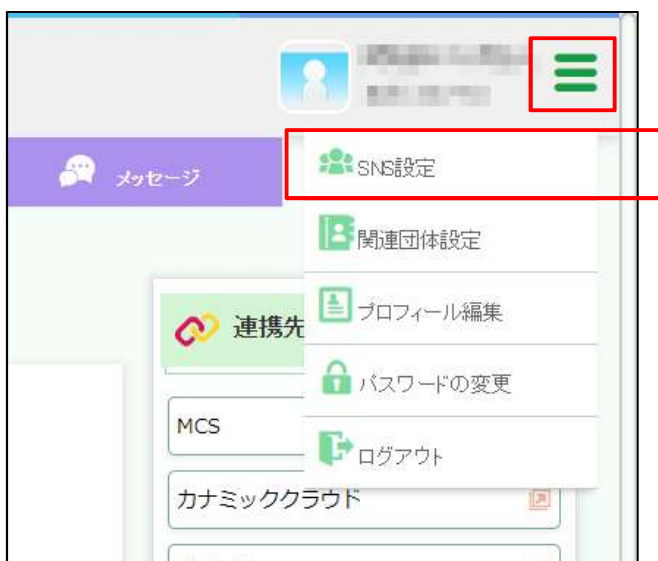 メッセージ
SNS設定
関連団体設定
プロフィール編集
パスワードの変更
ログアウト
連携先
MCS
カナミッククラウド